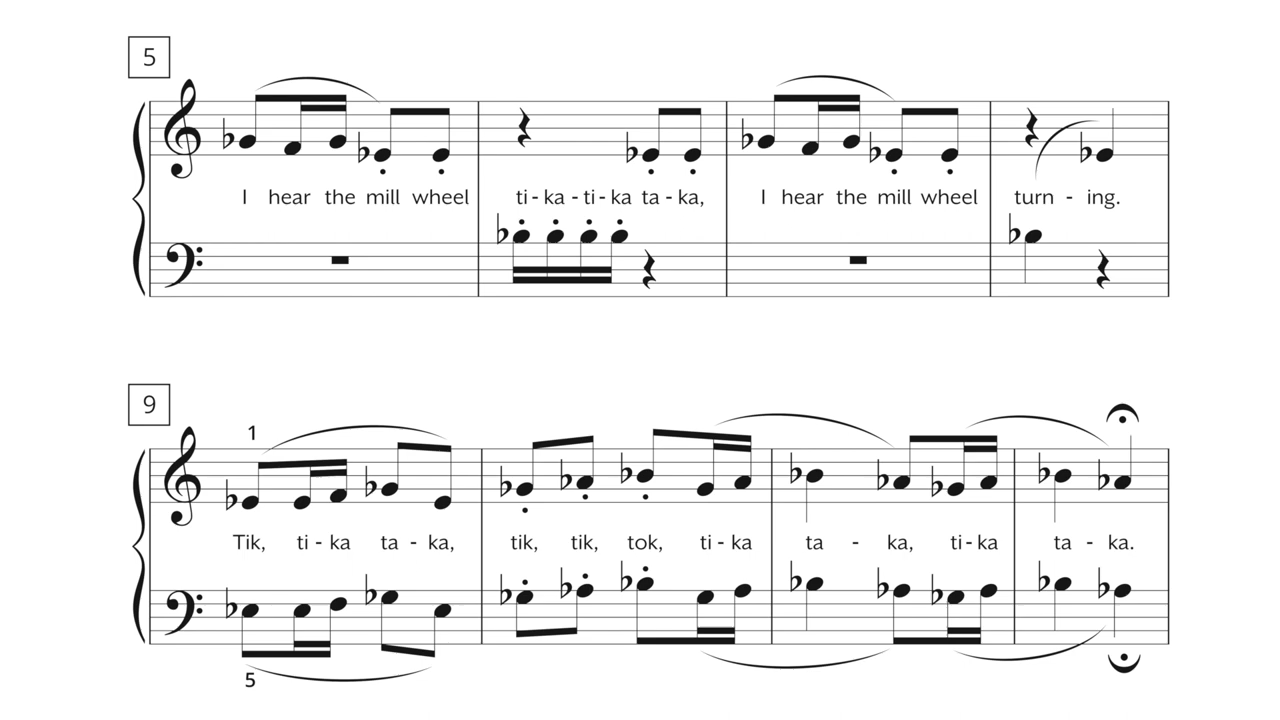 5
I hear the mill wheel ti - ka - ti - ka ta - ka, I hear the mill wheel turn - ing.
9
1
Tik, ti - ka ta - ka, tik, tik, tok, ti - ka ta - ka, ti - ka ta - ka.
5